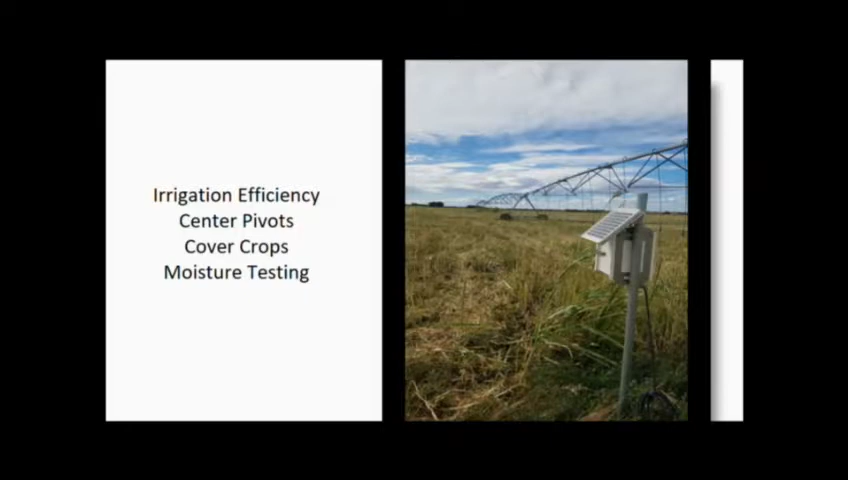 Irrigation Efficiency
Center Pivots
Cover Crops
Moisture Testing